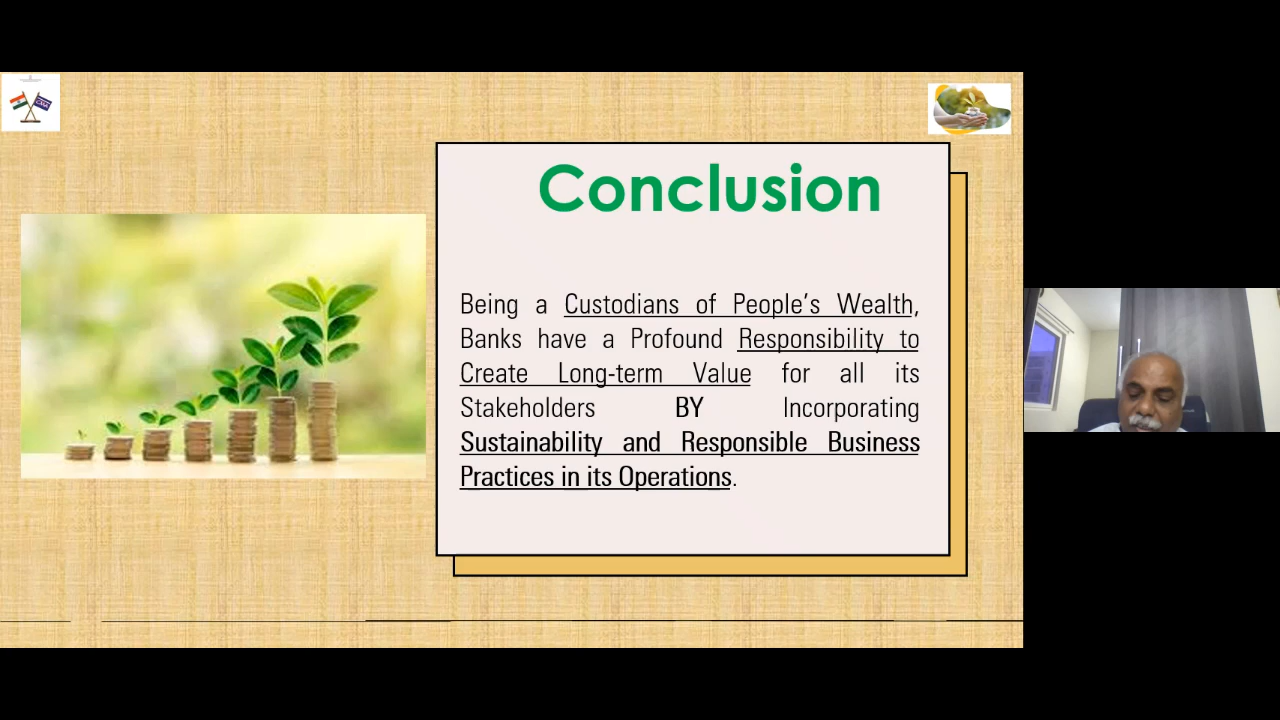 Conclusion
Being a Custodians of People's Wealth,
Banks have a Profound Responsibility to
Create Long-term Value for all its
Stakeholders BY Incorporating
Sustainability and Responsible Business
Practices in its Operations.